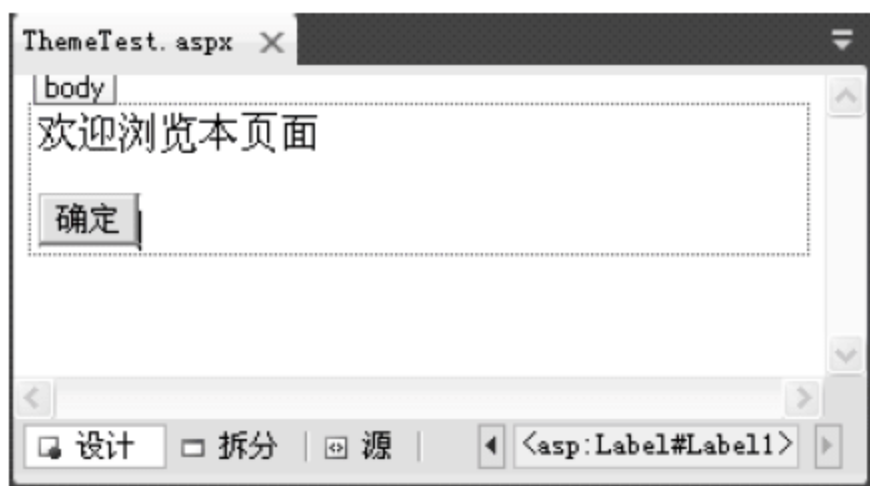 ThemeTest.aspx
body
欢迎浏览本页面
确定
设计 拆分 源 <asp:Label#Label1>